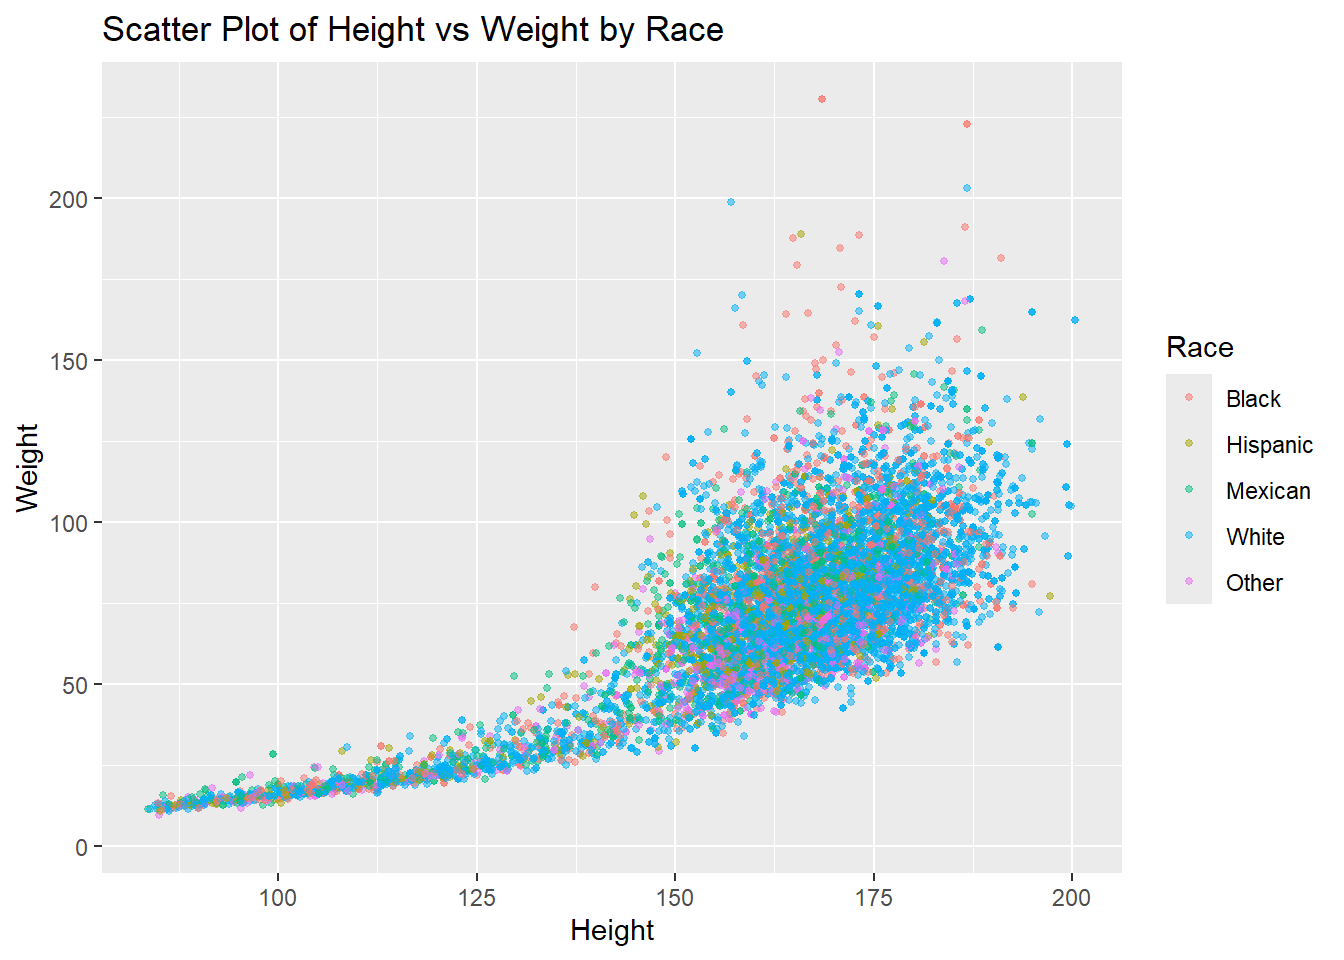 Scatter Plot of Height vs Weight by Race
200
150
100
50
0
Weight
100 125 150 175 200
Height
Race
Black
Hispanic
Mexican
White
Other